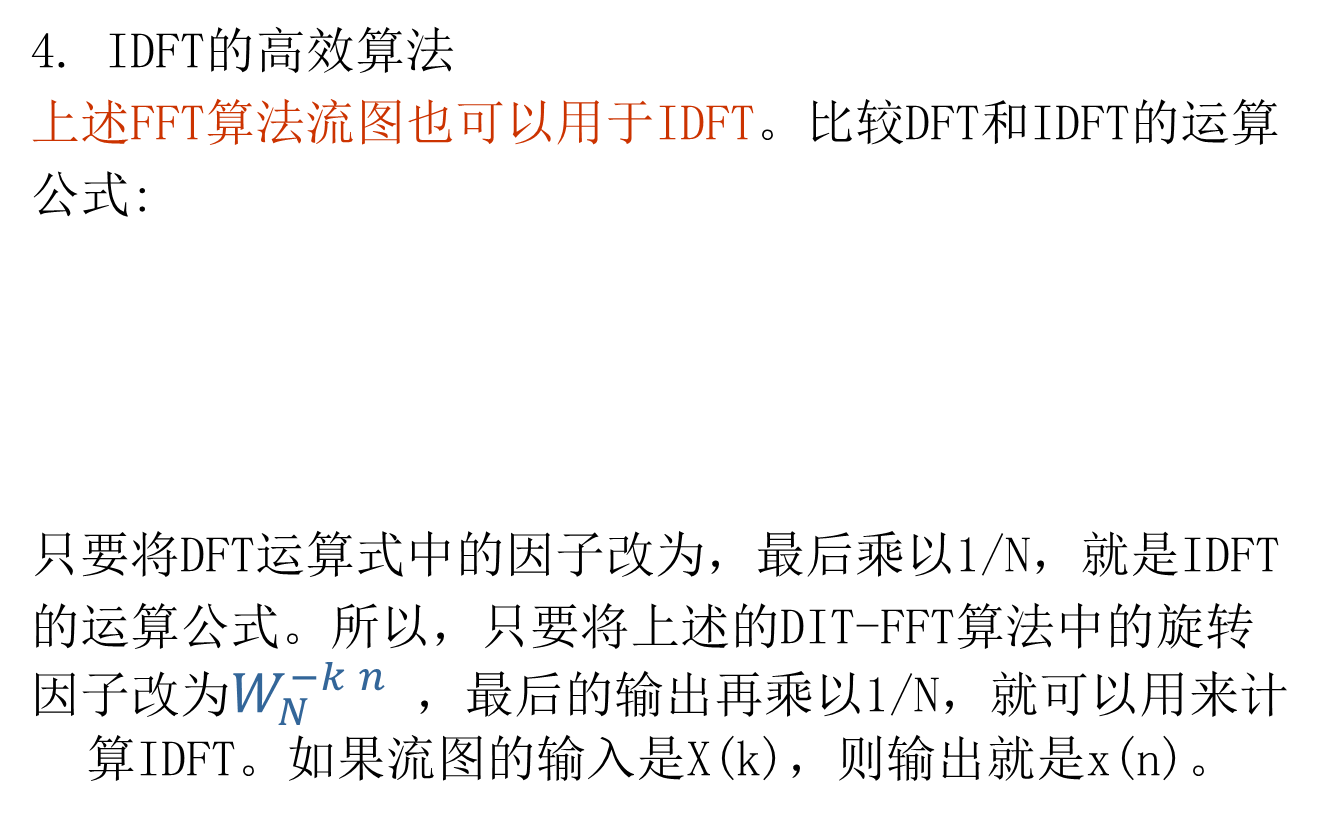 4. IDFT的高效算法
上述FFT算法流图也可以用于IDFT。比较DFT和IDFT的运算
公式:
只要将DFT运算式中的因子改为，最后乘以1/N，就是IDFT
的运算公式。所以，只要将上述的DIT-FFT算法中的旋转
因子改为$W_N^{-k n}$ ，最后的输出再乘以1/N，就可以用来计
算IDFT。如果流图的输入是X(k)，则输出就是x(n)。